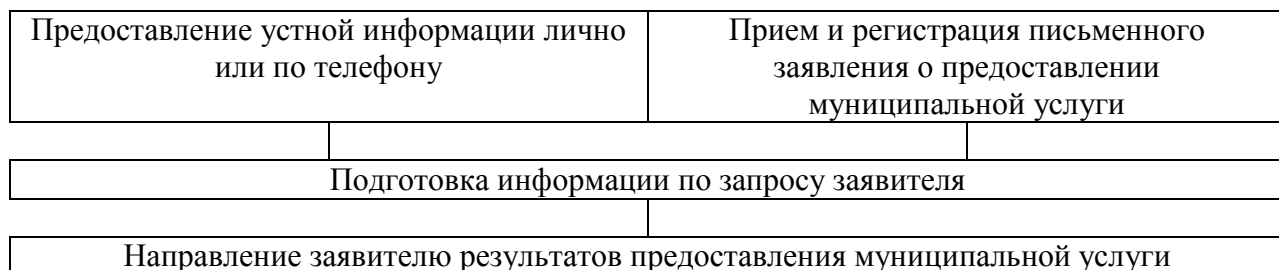 Предоставление устной информации лично
или по телефону
Прием и регистрация письменного
заявления о предоставлении
муниципальной услуги
Подготовка информации по запросу заявителя
Направление заявителю результатов предоставления муниципальной услуги